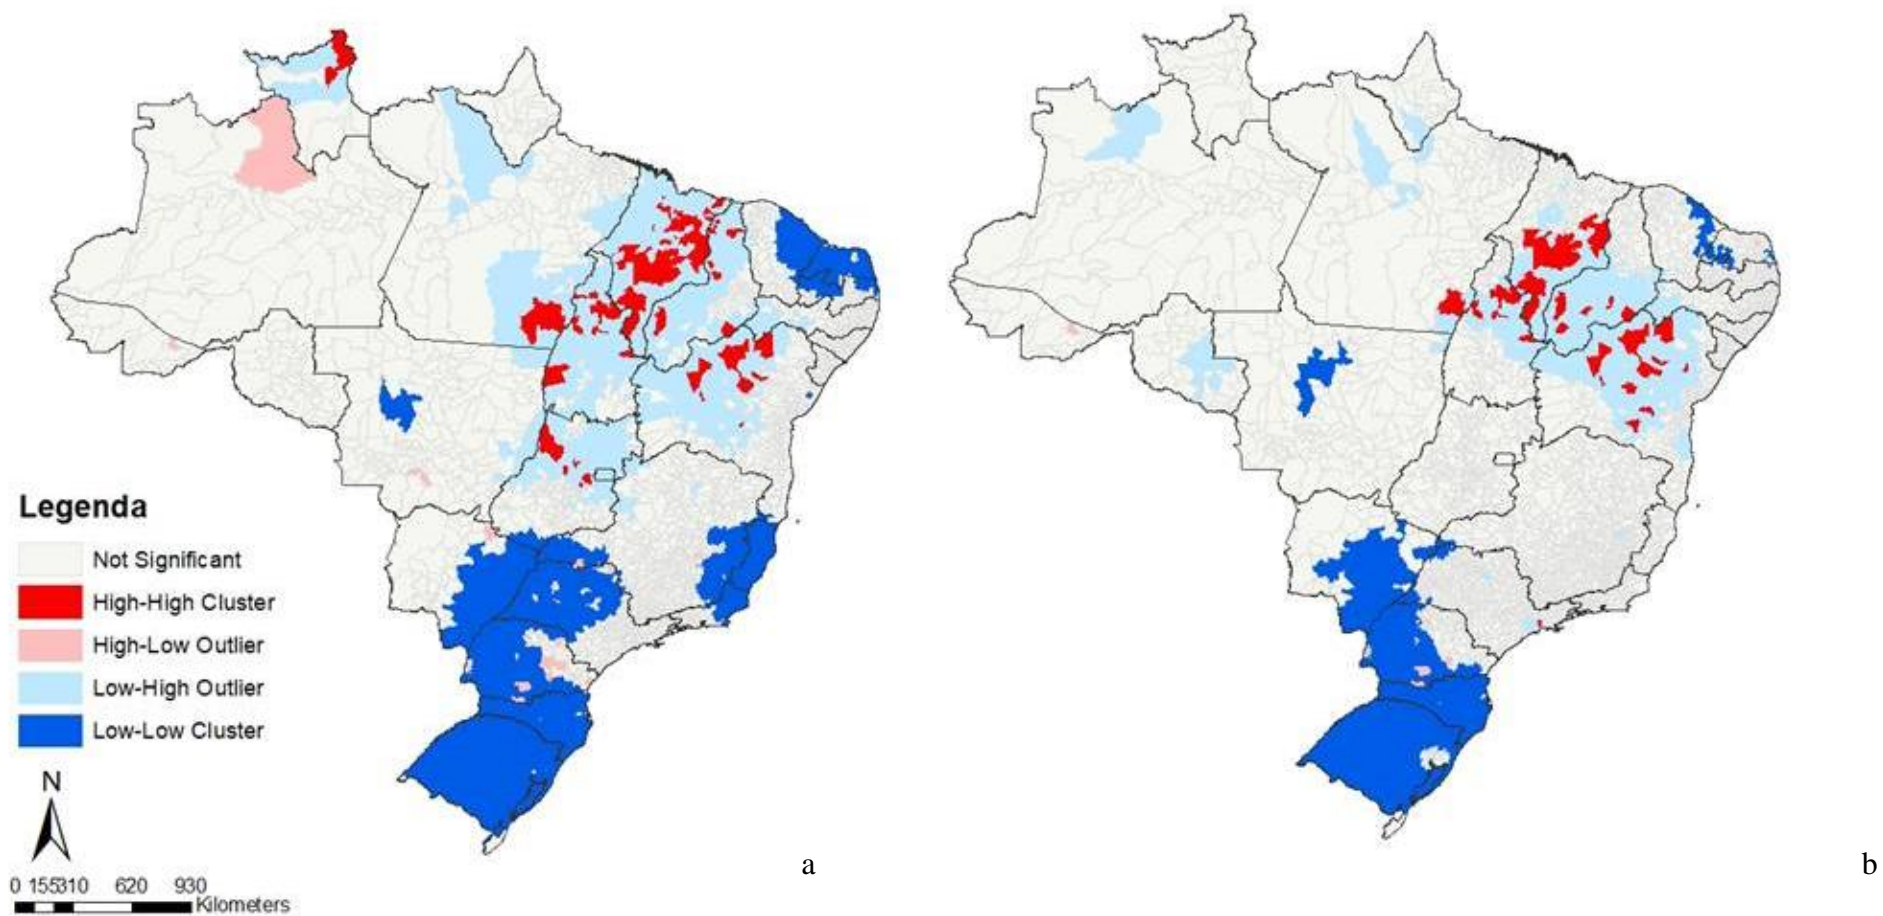 Legenda
Not Significant
High-High Cluster
High-Low Outlier
Low-High Outlier
Low-Low Cluster
N
0 155310 620 930
Kilometers
a
b